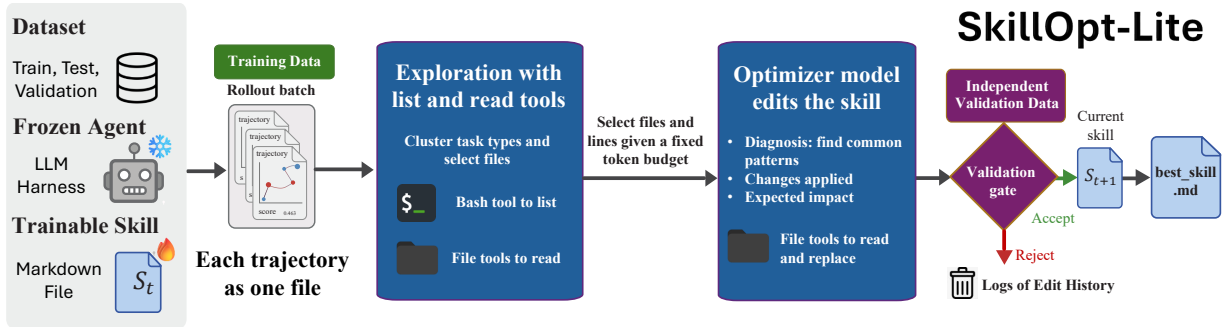 SkillOpt-Lite
Dataset
Train, Test,
Validation
Frozen Agent
LLM
Harness
Trainable Skill
Markdown
File
S_t
Training Data
Rollout batch
trajectory
trajectory
trajectory
s
s
score 0.463
Each trajectory
as one file
Exploration with
list and read tools
Cluster task types and
select files
$_
Bash tool to list
File tools to read
Select files and
lines given a fixed
token budget
Optimizer model
edits the skill
• Diagnosis: find common
patterns
• Changes applied
• Expected impact
File tools to read
and replace
Independent
Validation Data
Validation
gate
Accept
Reject
Logs of Edit History
Current
skill
S_{t+1}
best_skill
.md